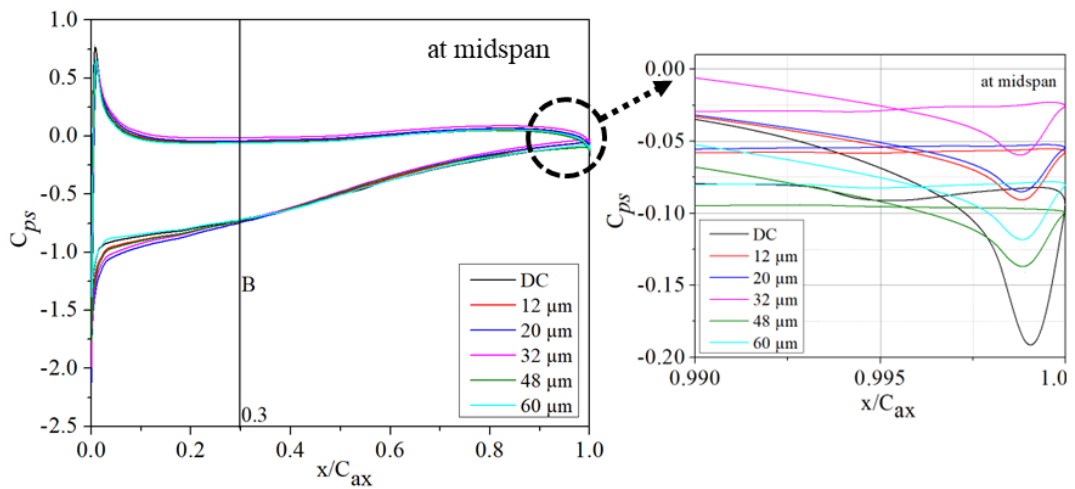 at midspan
1.0
0.5
0.0
-0.5
-1.0
-1.5
-2.0
-2.5
C_ps
B
0.3
DC
12 µm
20 µm
32 µm
48 µm
60 µm
0.0
0.2
0.4
0.6
0.8
1.0
x/C_ax
at midspan
0.00
-0.05
-0.10
-0.15
-0.20
C_ps
DC
12 µm
20 µm
32 µm
48 µm
60 µm
0.990
0.995
1.0
x/C_ax